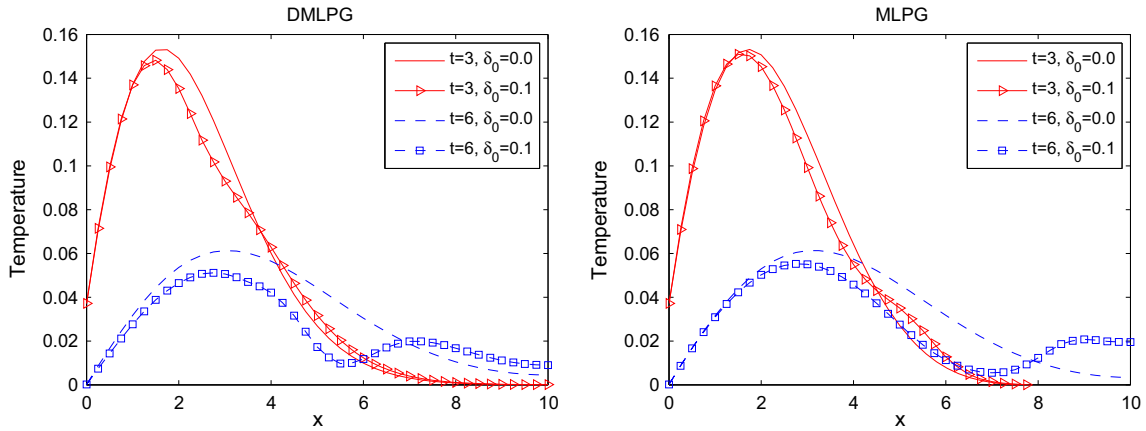 DMLPG
0.16
0.14
0.12
0.1
0.08
0.06
0.04
0.02
0
Temperature
0 2 4 6 8 10
x
t=3, δ₀=0.0
t=3, δ₀=0.1
t=6, δ₀=0.0
t=6, δ₀=0.1
MLPG
0.16
0.14
0.12
0.1
0.08
0.06
0.04
0.02
0
Temperature
0 2 4 6 8 10
x
t=3, δ₀=0.0
t=3, δ₀=0.1
t=6, δ₀=0.0
t=6, δ₀=0.1